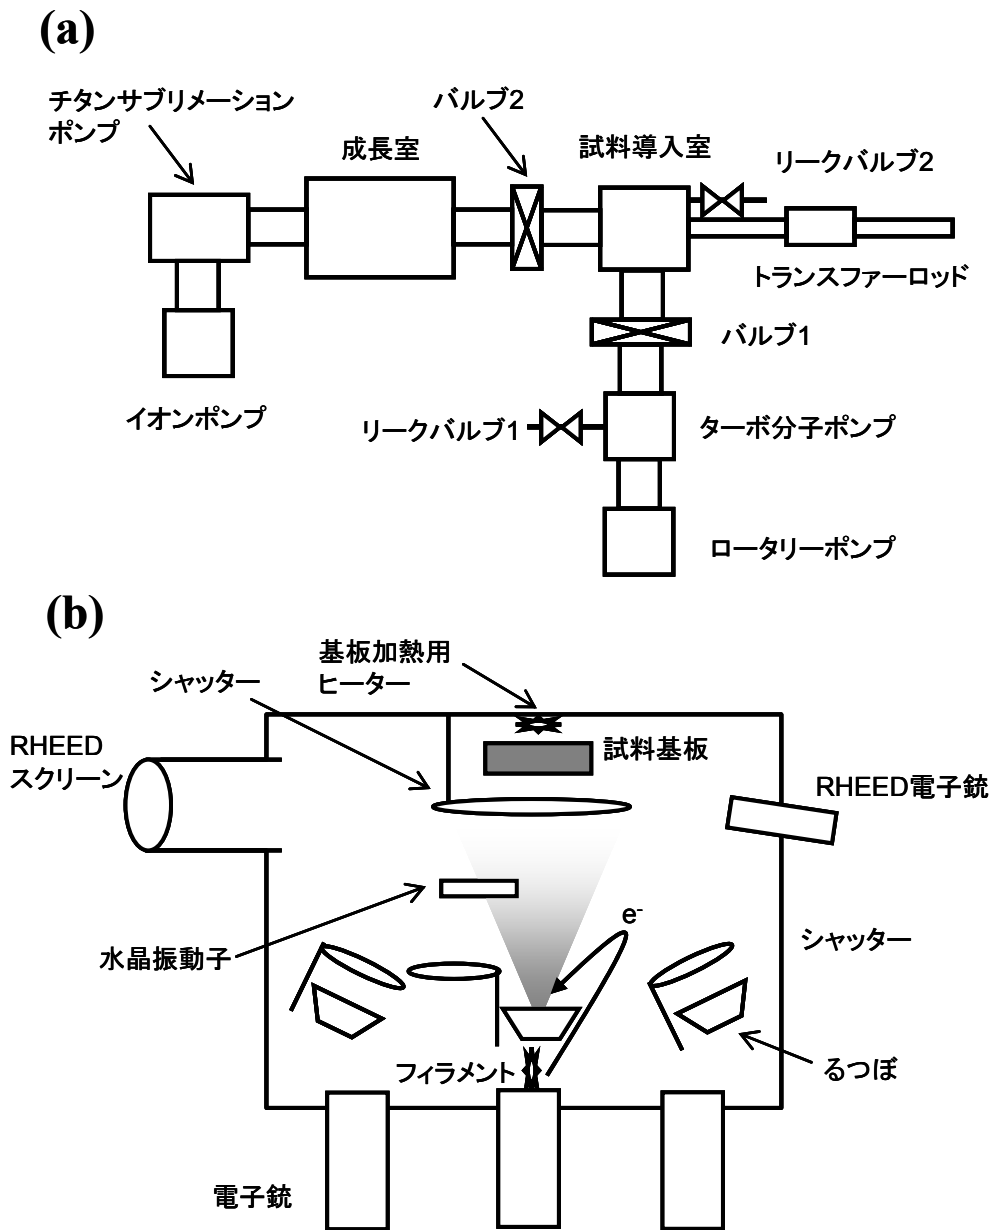 (a)
チタンサブリメーション
ポンプ
バルブ2
成長室
試料導入室
リークバルブ2
トランスファーロッド
バルブ1
イオンポンプ
リークバルブ1
ターボ分子ポンプ
ロータリーポンプ
(b)
基板加熱用
ヒーター
シャッター
RHEED
スクリーン
試料基板
RHEED電子銃
e-
水晶振動子
シャッター
フィラメント
るつぼ
電子銃